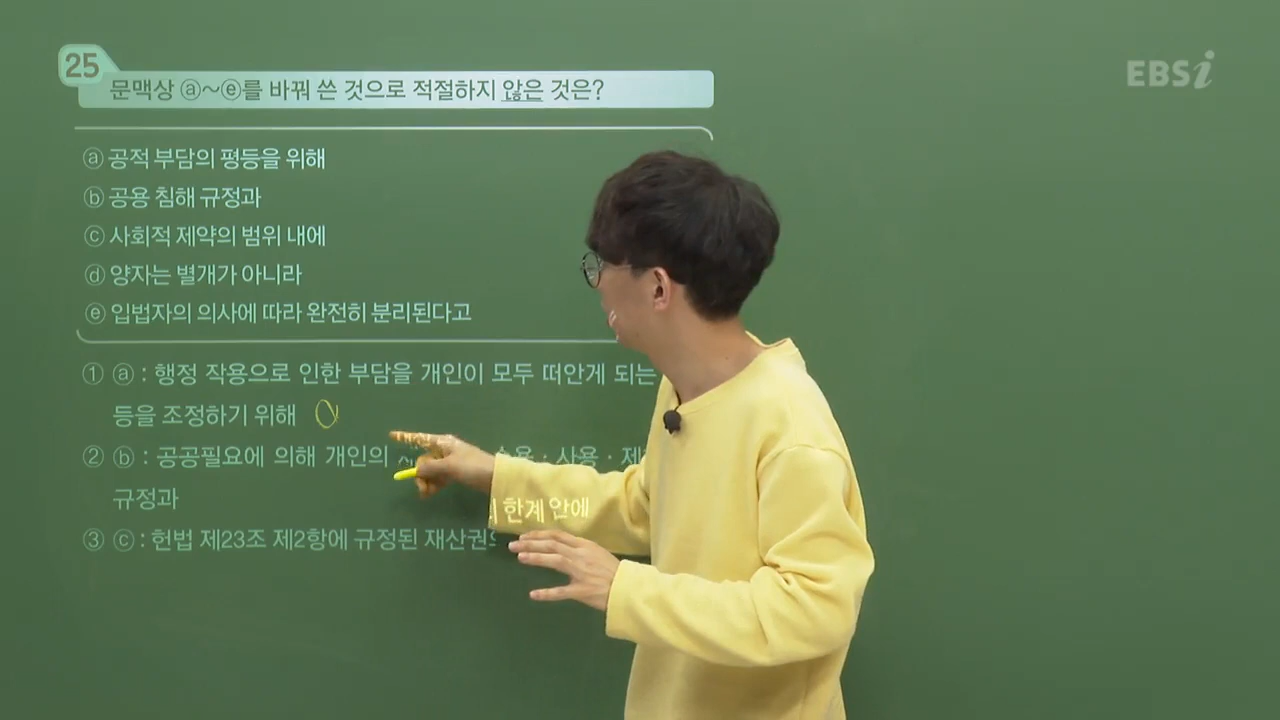 25
문맥상 ⓐ~ⓔ를 바꿔 쓴 것으로 적절하지 않은 것은?
EBSi
ⓐ 공적 부담의 평등을 위해
ⓑ 공용 침해 규정과
ⓒ 사회적 제약의 범위 내에
ⓓ 양자는 별개가 아니라
ⓔ 입법자의 의사에 따라 완전히 분리된다고
① ⓐ : 행정 작용으로 인한 부담을 개인이 모두 떠안게 되는
등을 조정하기 위해
② ⓑ : 공공필요에 의해 개인의 · 사용 ·
규정과
한계 안에
③ ⓒ : 헌법 제23조 제2항에 규정된